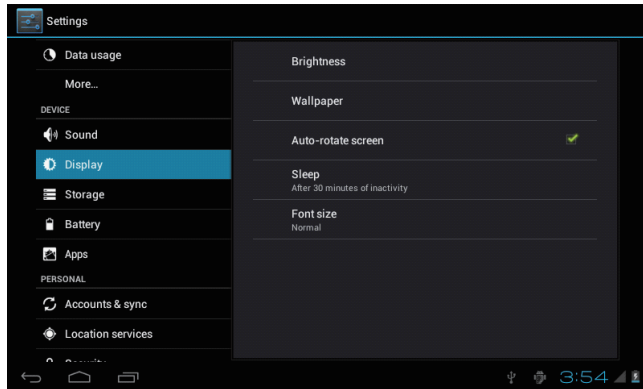 Settings
Data usage
More...
DEVICE
Sound
Display
Storage
Battery
Apps
PERSONAL
Accounts & sync
Location services
Brightness
Wallpaper
Auto-rotate screen
Sleep
After 30 minutes of inactivity
Font size
Normal
3:54